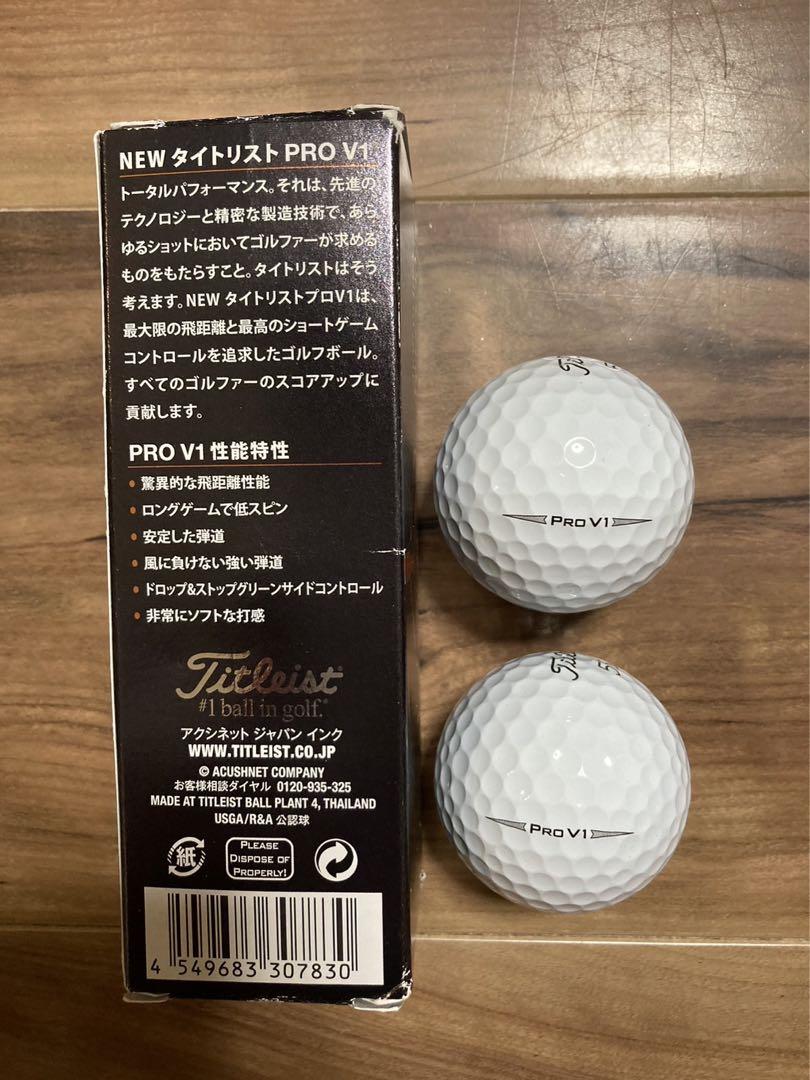 NEW タイトリスト PRO V1
トータルパフォーマンス。それは、先進の
テクノロジーと精密な製造技術で、あら
ゆるショットにおいてゴルファーが求める
ものをもたらすこと。タイトリストはそう
考えます。NEW タイトリストプロV1は、
最大限の飛距離と最高のショートゲーム
コントロールを追求したゴルフボール。
すべてのゴルファーのスコアアップに
貢献します。
PRO V1 性能特性
• 驚異的な飛距離性能
• ロングゲームで低スピン
• 安定した弾道
• 風に負けない強い弾道
• ドロップ&ストップグリーンサイドコントロール
• 非常にソフトな打感
Titleist®
#1 ball in golf.®
アクシネット ジャパン インク
WWW.TITLEIST.CO.JP
© ACUSHNET COMPANY
お客様相談ダイヤル 0120-935-325
MADE AT TITLEIST BALL PLANT 4, THAILAND
USGA/R&A 公認球
紙
PLEASE
DISPOSE OF
PROPERLY!
4 549683 307830
PRO V1
PRO V1